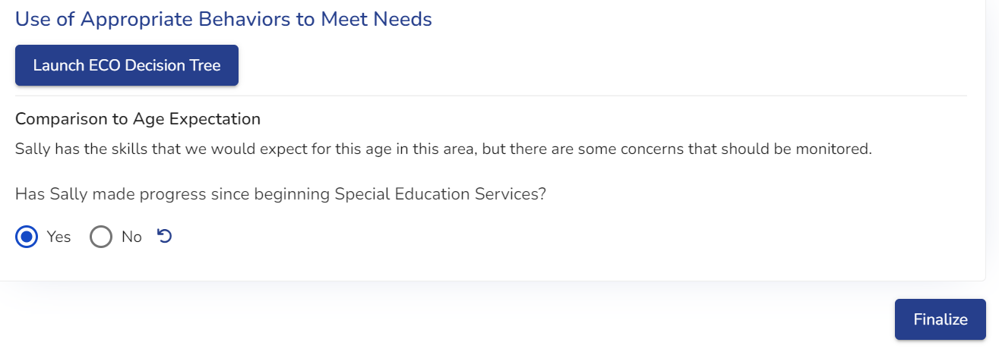 Use of Appropriate Behaviors to Meet Needs
Launch ECO Decision Tree
Comparison to Age Expectation
Sally has the skills that we would expect for this age in this area, but there are some concerns that should be monitored.
Has Sally made progress since beginning Special Education Services?
Yes No
Finalize